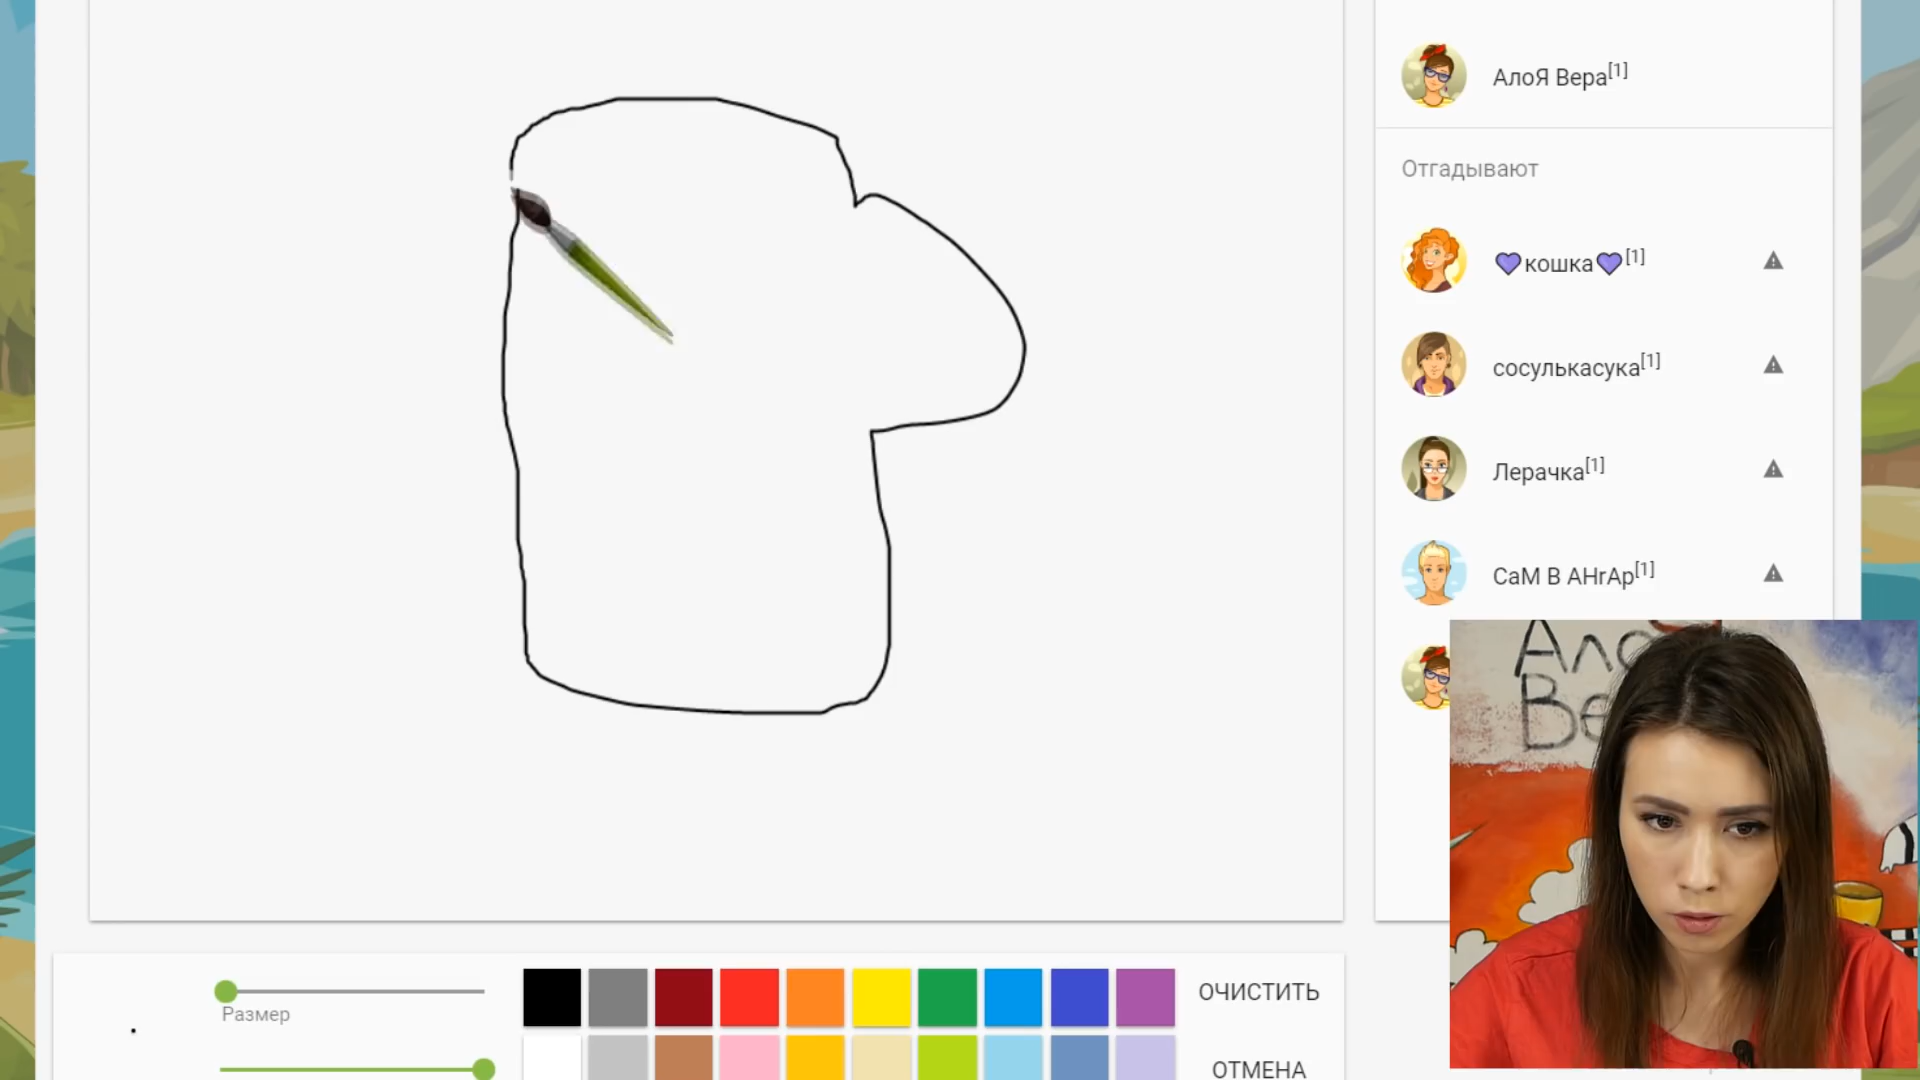 АлоЯ Вера[1]
Отгадывают
💜кошка💜[1]
сосулькасука[1]
Лерачка[1]
СаМ В АНгАр[1]
Размер
ОЧИСТИТЬ
ОТМЕНА